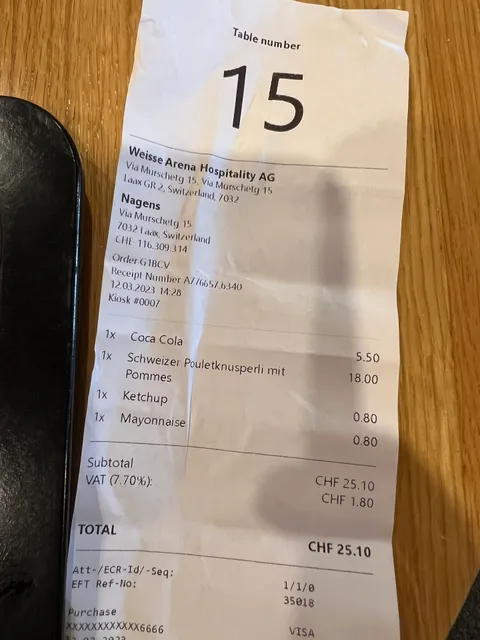 Table number
15
Weisse Arena Hospitality AG
Via Murschetg 15, Via Murschetg 15
Laax GR 2, Switzerland, 7032
Nagens
Via Murschetg 15
7032 Laax, Switzerland
CHE-116.309.314
Order G1BCV
Receipt Number A77665/.6340
12.03.2023 14:28
Kiosk #0007
1x Coca Cola 5.50
1x Schweizer Pouletknusperli mit Pommes 18.00
1x Ketchup 0.80
1x Mayonnaise 0.80
Subtotal CHF 25.10
VAT (7.70%): CHF 1.80
TOTAL CHF 25.10
Att-/ECR-Id/-Seq: 1/1/0
EFT Ref-No: 35018
Purchase VISA
XXXXXXXXXXXX6666